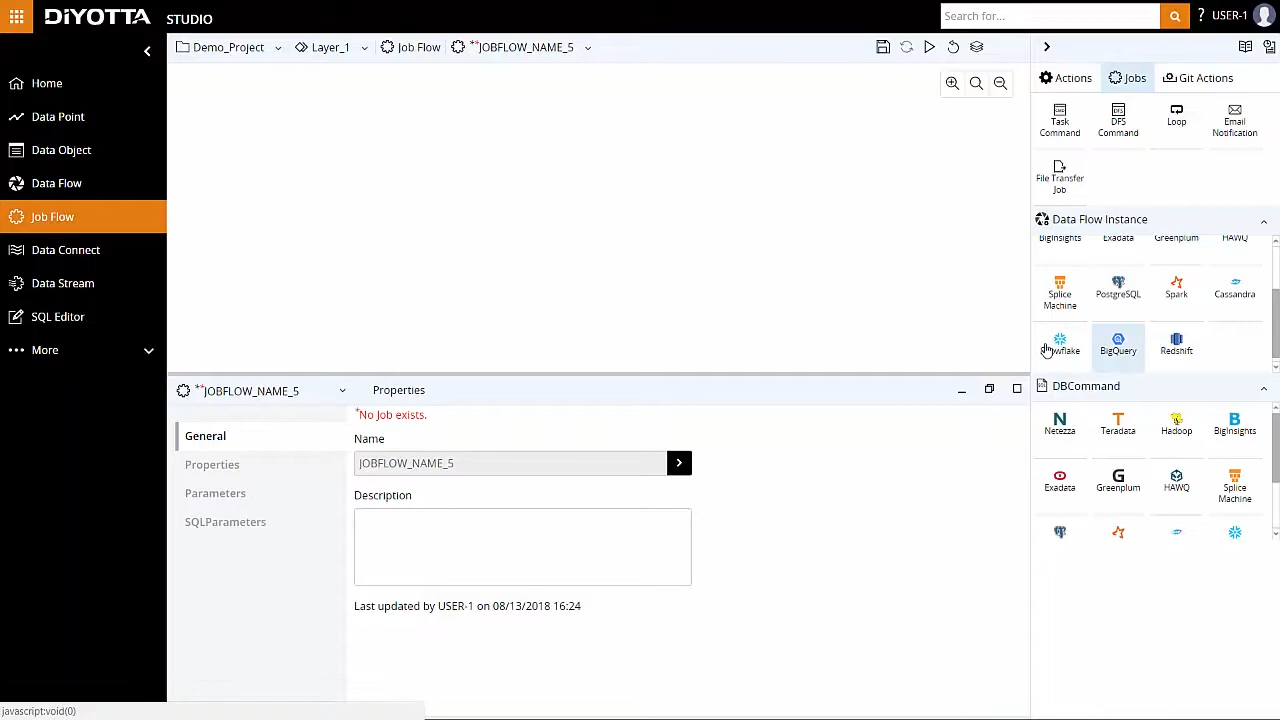 DiYOTTA STUDIO
Search for...
? USER-1
Demo_Project
Layer_1
Job Flow
**JOBFLOW_NAME_5
Home
Data Point
Data Object
Data Flow
Job Flow
Data Connect
Data Stream
SQL Editor
More
Actions
Jobs
Git Actions
Task Command
DFS Command
Loop
Email Notification
File Transfer Job
Data Flow Instance
BigInsights
Exadata
Greenplum
HAWQ
Splice Machine
PostgreSQL
Spark
Cassandra
BigQuery
Redshift
DBCommand
Netezza
Teradata
Hadoop
BigInsights
Exadata
Greenplum
HAWQ
Splice Machine
**JOBFLOW_NAME_5
Properties
General
Properties
Parameters
SQLParameters
*No Job exists.
Name
JOBFLOW_NAME_5
Description
Last updated by USER-1 on 08/13/2018 16:24
javascript:void(0)